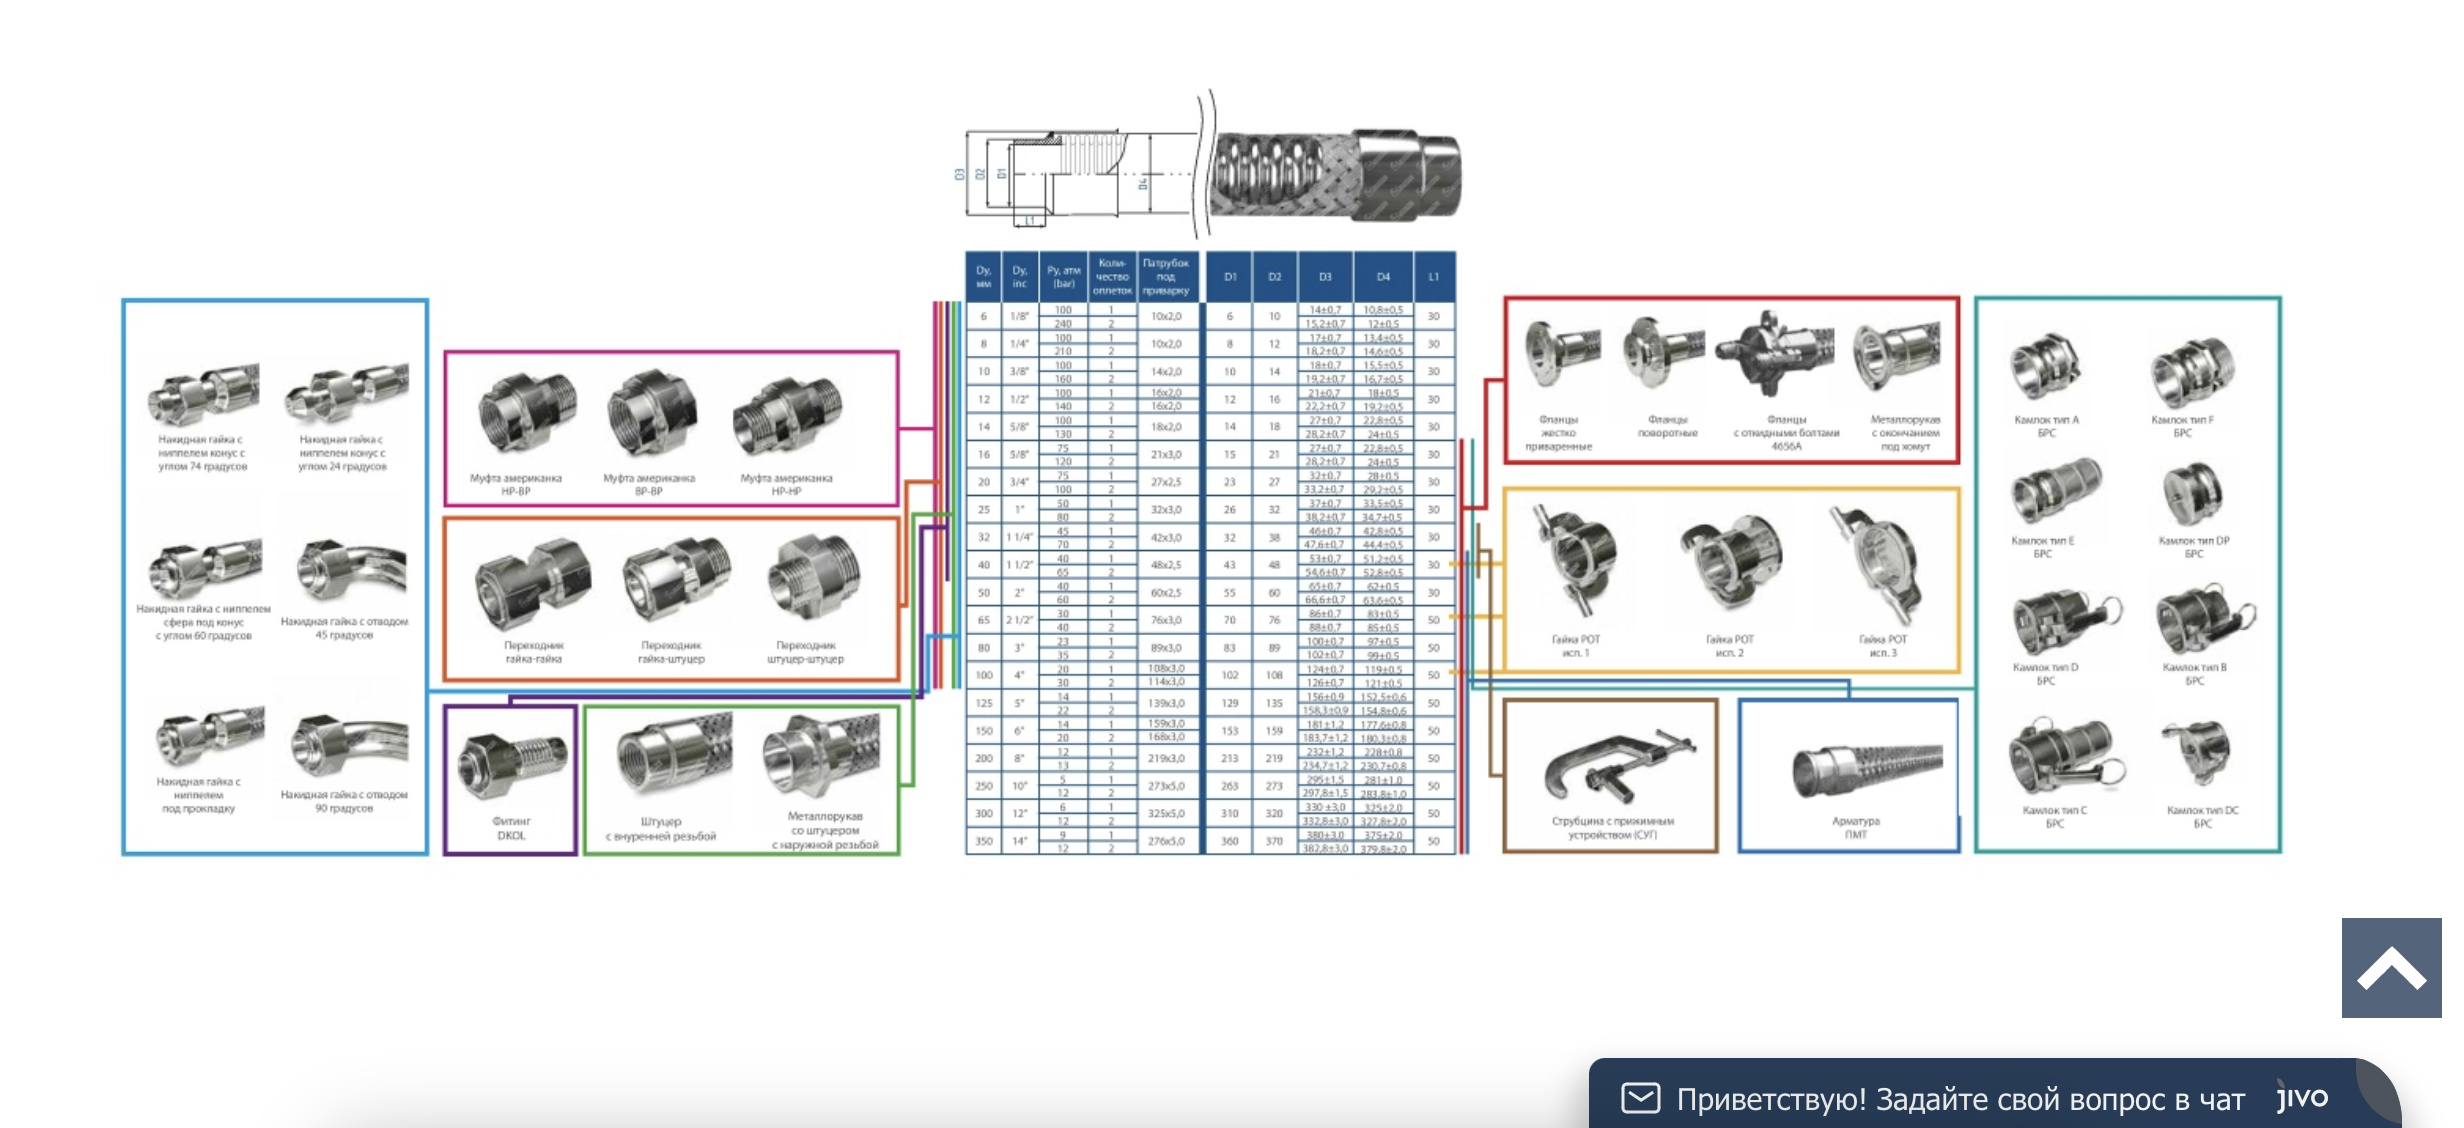 D3
D2
D1
D4
L1
Dy, мм
Dy, inc
Py, атм (bar)
Коли- чество оплеток
Патрубок под приварку
D1
D2
D3
D4
L1
6 1/8" 100 1 10x2,0 6 10 14±0,7 10,8±0,5 30
240 2 15,2±0,7 12±0,5
8 1/4" 100 1 10x2,0 8 12 17±0,7 13,4±0,5 30
210 2 18,2±0,7 14,6±0,5
10 3/8" 100 1 14x2,0 10 14 18±0,7 15,5±0,5 30
160 2 19,2±0,7 16,7±0,5
12 1/2" 100 1 16x2,0 12 16 21±0,7 18±0,5 30
140 2 16x2,0 22,2±0,7 19,2±0,5
14 5/8" 100 1 18x2,0 14 18 27±0,7 22,8±0,5 30
130 2 28,2±0,7 24±0,5
16 5/8" 75 1 21x3,0 15 21 27±0,7 22,8±0,5 30
120 2 28,2±0,7 24±0,5
20 3/4" 75 1 27x2,5 23 27 32±0,7 28±0,5 30
100 2 33,2±0,7 29,2±0,5
25 1" 50 1 32x3,0 26 32 37±0,7 33,5±0,5 30
80 2 38,2±0,7 34,7±0,5
32 1 1/4" 45 1 42x3,0 32 38 46±0,7 42,8±0,5 30
70 2 47,6±0,7 44,4±0,5
40 1 1/2" 40 1 48x2,5 43 48 53±0,7 51,2±0,5 30
65 2 54,6±0,7 52,8±0,5
50 2" 40 1 60x2,5 55 60 65±0,7 62±0,5 30
60 2 66,6±0,7 63,6±0,5
65 2 1/2" 30 1 76x3,0 70 76 86±0,7 83±0,5 50
40 2 88±0,7 85±0,5
80 3" 23 1 89x3,0 83 89 100±0,7 97±0,5 50
35 2 102±0,7 99±0,5
100 4" 20 1 108x3,0 102 108 124±0,7 119±0,5 50
30 2 114x3,0 126±0,7 121±0,5
125 5" 14 1 139x3,0 129 135 156±0,9 152,5±0,6 50
22 2 158,3±0,9 154,8±0,6
150 6" 14 1 159x3,0 153 159 181±1,2 177,6±0,8 50
20 2 168x3,0 183,7±1,2 180,3±0,8
200 8" 12 1 219x3,0 213 219 232±1,2 228±0,8 50
13 2 234,7±1,2 230,7±0,8
250 10" 5 1 273x5,0 263 273 295±1,5 281±1,0 50
12 2 297,8±1,5 283,8±1,0
300 12" 6 1 325x5,0 310 320 330 ±3,0 325±2,0 50
12 2 332,8±3,0 327,8±2,0
350 14" 9 1 276x5,0 360 370 380±3,0 375±2,0 50
12 2 382,8±3,0 379,8±2,0
Накидная гайка с
ниппелем конус с
углом 74 градусов
Накидная гайка с
ниппелем конус с
углом 24 градусов
Накидная гайка с ниппелем
сфера под конус
с углом 60 градусов
Накидная гайка с отводом
45 градусов
Накидная гайка с
ниппелем
под прокладку
Накидная гайка с отводом
90 градусов
Муфта американка
НР-ВР
Муфта американка
ВР-ВР
Муфта американка
НР-НР
Переходник
гайка-гайка
Переходник
гайка-штуцер
Переходник
штуцер-штуцер
Фитинг
DKOL
Штуцер
с внуренней резьбой
Металлорукав
со штуцером
с наружной резьбой
Фланцы
жестко
приваренные
Фланцы
поворотные
Фланцы
с откидными болтами
4656А
Металлорукав
с окончанием
под хомут
Гайка РОТ
исп. 1
Гайка РОТ
исп. 2
Гайка РОТ
исп. 3
Струбцина с прижимным
устройством (СУГ)
Арматура
ПМТ
Камлок тип А
БРС
Камлок тип F
БРС
Камлок тип Е
БРС
Камлок тип DP
БРС
Камлок тип D
БРС
Камлок тип В
БРС
Камлок тип С
БРС
Камлок тип DC
БРС
Приветствую! Задайте свой вопрос в чат
jivo